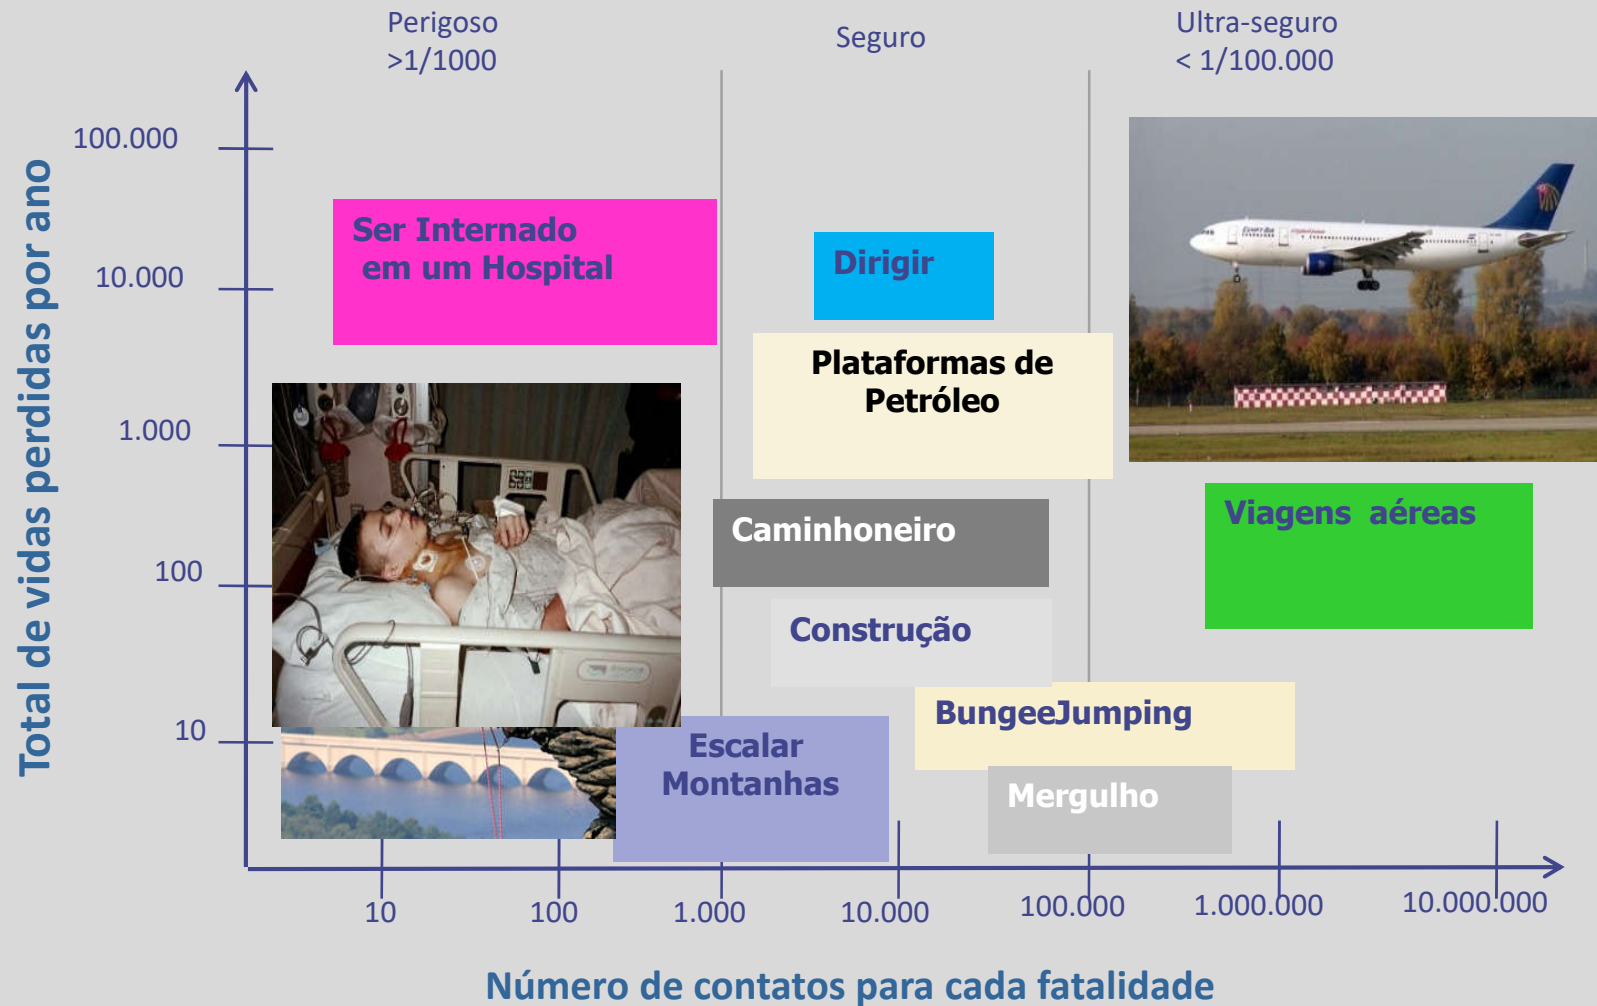 Perigoso
>1/1000
Seguro
Ultra-seguro
< 1/100.000
Total de vidas perdidas por ano
100.000
10.000
1.000
100
10
Ser Internado
em um Hospital
Dirigir
Plataformas de
Petróleo
Caminhoneiro
Viagens aéreas
Construção
BungeeJumping
Escalar
Montanhas
Mergulho
10
100
1.000
10.000
100.000
1.000.000
10.000.000
Número de contatos para cada fatalidade